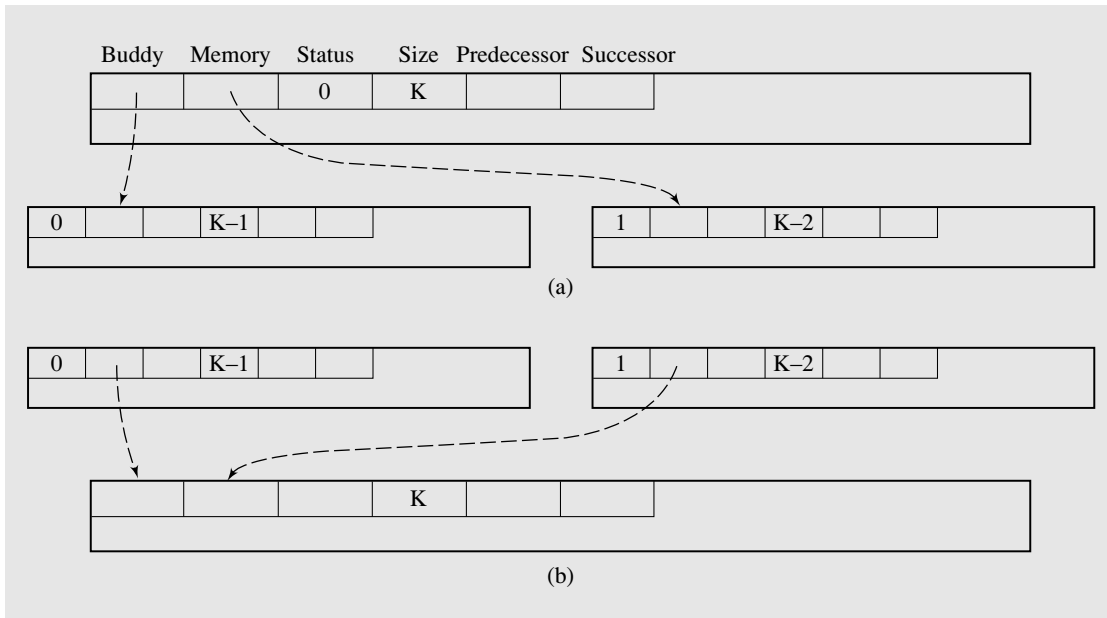 Buddy Memory Status Size Predecessor Successor
0 K
0 K–1 1 K–2
(a)
0 K–1 1 K–2
K
(b)